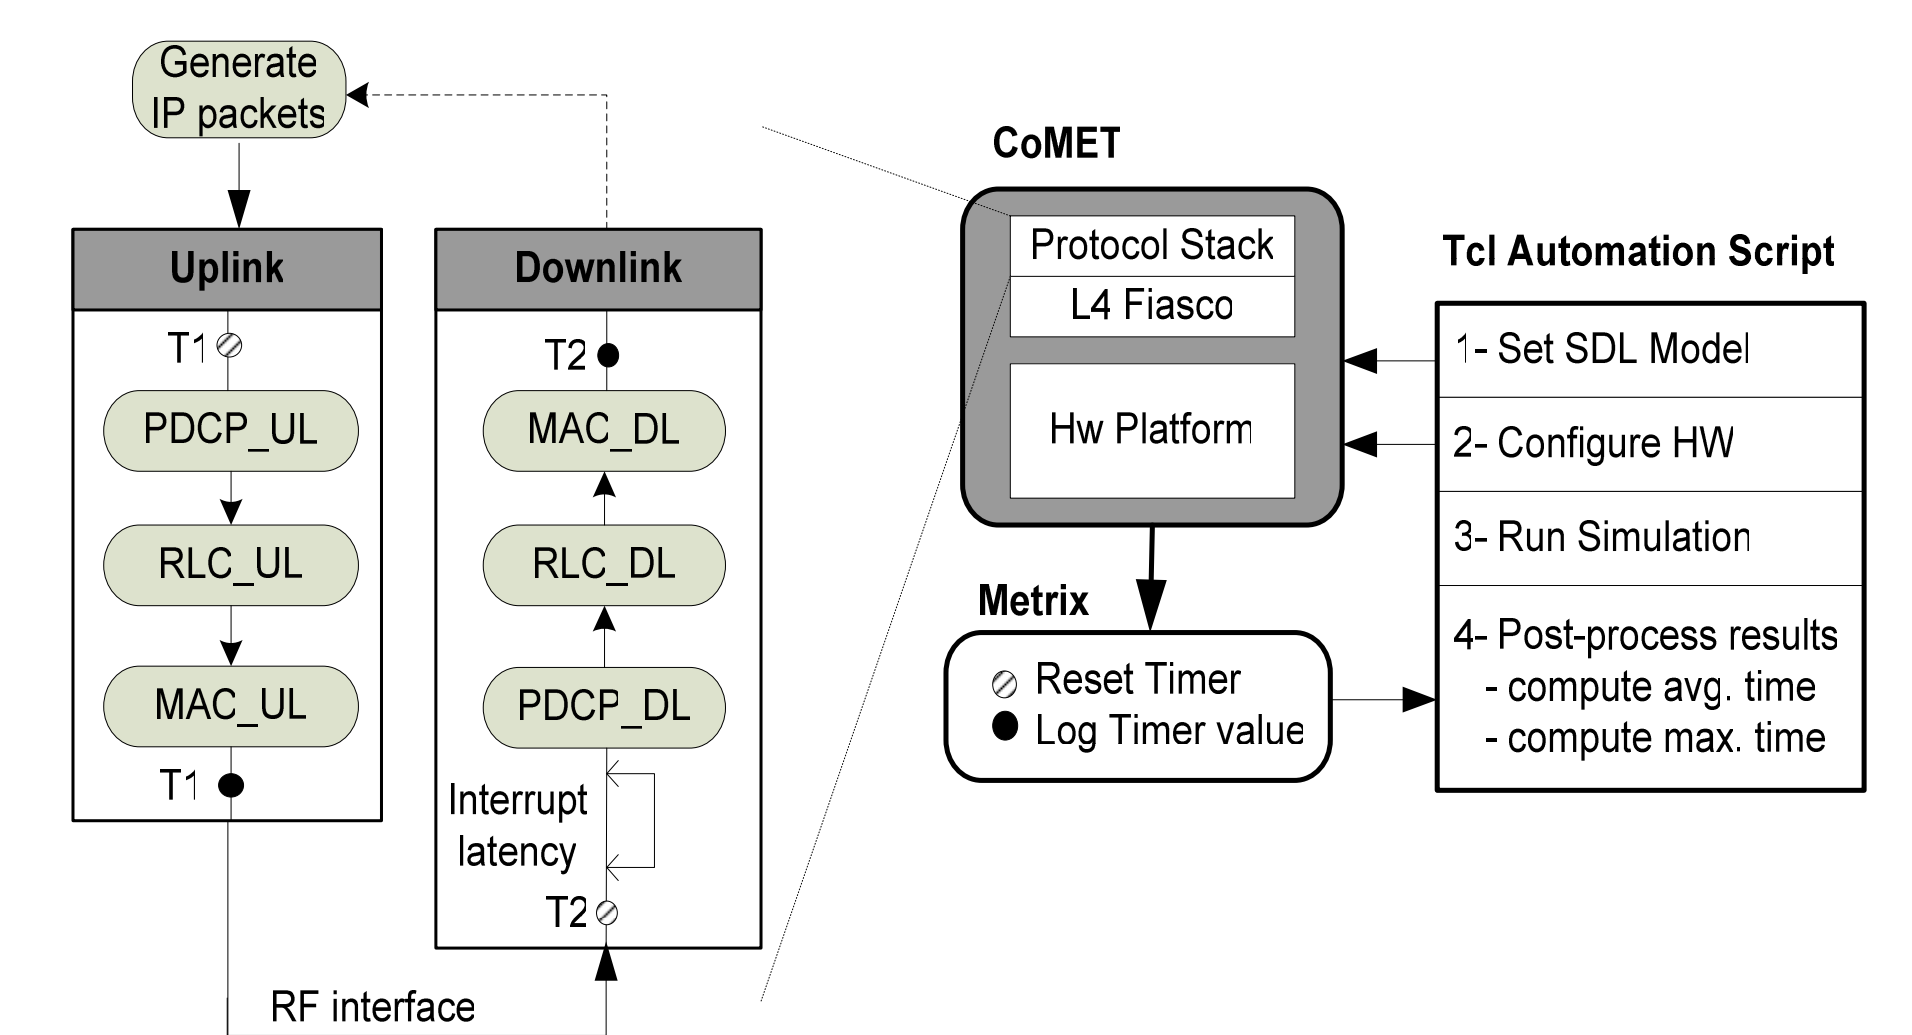 Generate
IP packets
Uplink
T1
PDCP_UL
RLC_UL
MAC_UL
T1
Downlink
T2
MAC_DL
RLC_DL
PDCP_DL
Interrupt
latency
T2
RF interface
CoMET
Protocol Stack
L4 Fiasco
Hw Platform
Metrix
Reset Timer
Log Timer value
Tcl Automation Script
1- Set SDL Model
2- Configure HW
3- Run Simulation
4- Post-process results
- compute avg. time
- compute max. time